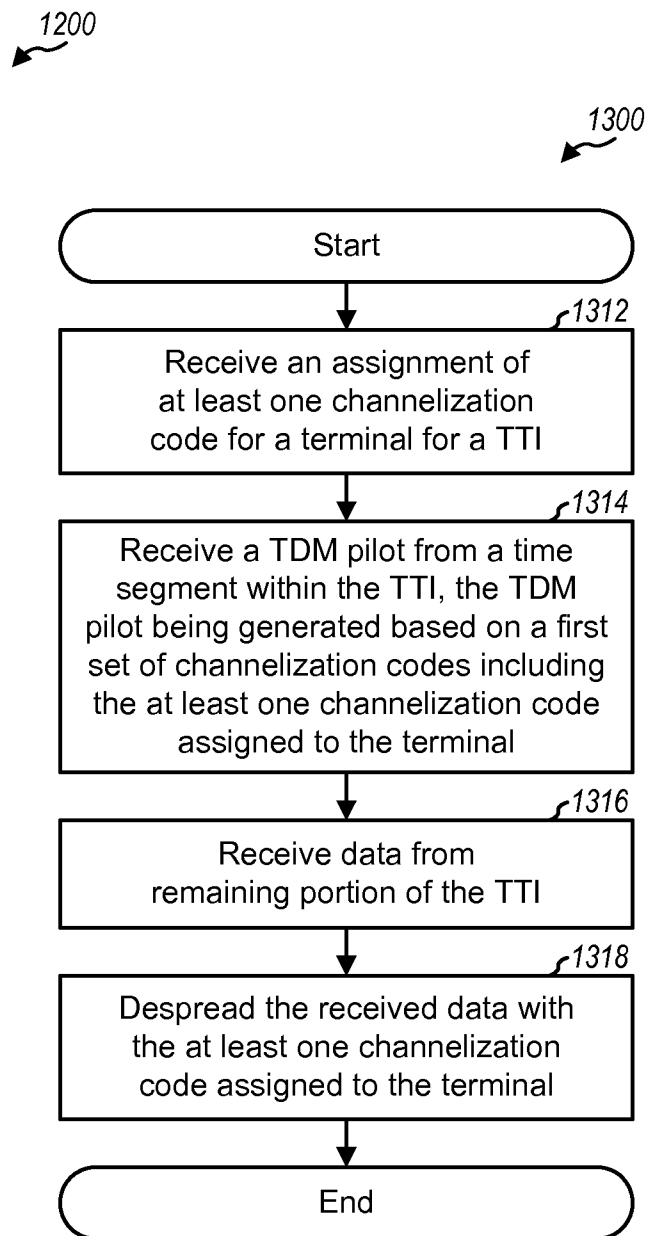 1200
1300
Start
1312
Receive an assignment of
at least one channelization
code for a terminal for a TTI
1314
Receive a TDM pilot from a time
segment within the TTI, the TDM
pilot being generated based on a first
set of channelization codes including
the at least one channelization code
assigned to the terminal
1316
Receive data from
remaining portion of the TTI
1318
Despread the received data with
the at least one channelization
code assigned to the terminal
End